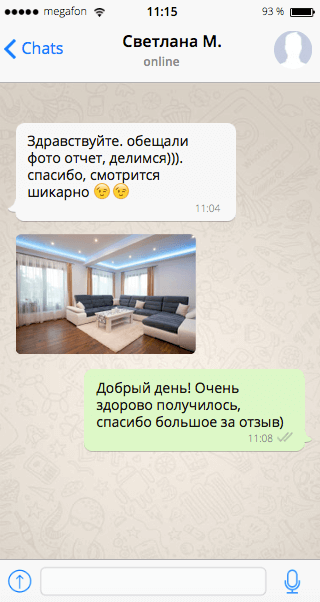 megafon 11:15 93 %
Chats Светлана М.
online
Здравствуйте. обещали
фото отчет, делимся))).
спасибо, смотрится
шикарно 😉😉
11:04
Добрый день! Очень
здорово получилось,
спасибо большое за отзыв)
11:08